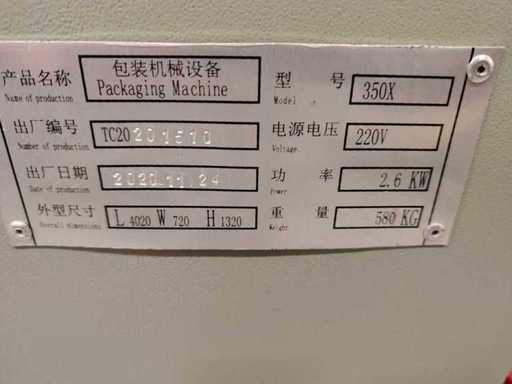 产品名称 包装机械设备 型 号 350X
Name of production Packaging Machine Model
出厂编号 TC20201510 电源电压 220V
Number of production Voltage
出厂日期 2020.11.24 功 率 2.6 KW
Date of production Power
外型尺寸 L 4020 W 720 H 1320 重 量 580 KG
Overall dimensions Weight